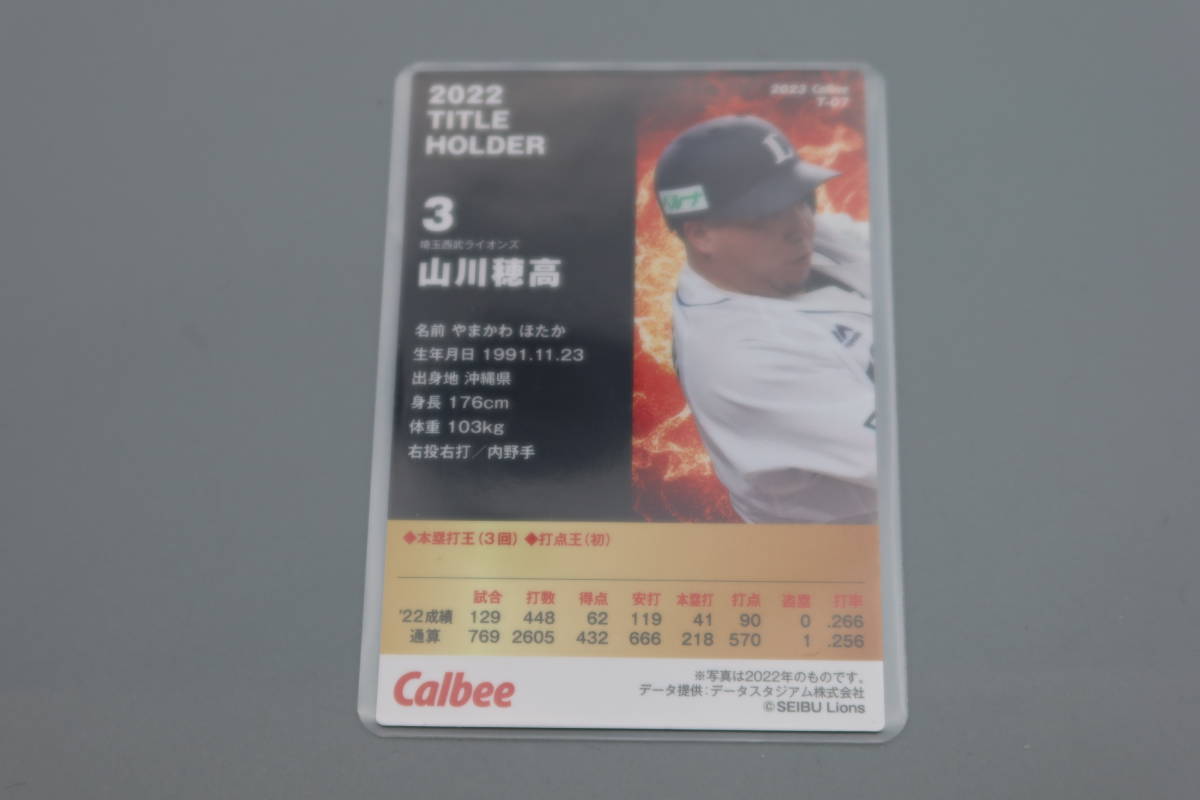 2022
TITLE
HOLDER
2023 Calbee
T-07
L
3
埼玉西武ライオンズ
山川穂高
名前 やまかわ ほたか
生年月日 1991.11.23
出身地 沖縄県
身長 176cm
体重 103kg
右投右打／内野手
◆本塁打王(3回) ◆打点王(初)
試合 打数 得点 安打 本塁打 打点 盗塁 打率
'22成績 129 448 62 119 41 90 0 .266
通算 769 2605 432 666 218 570 1 .256
Calbee
※写真は2022年のものです。
データ提供:データスタジアム株式会社
©SEIBU Lions